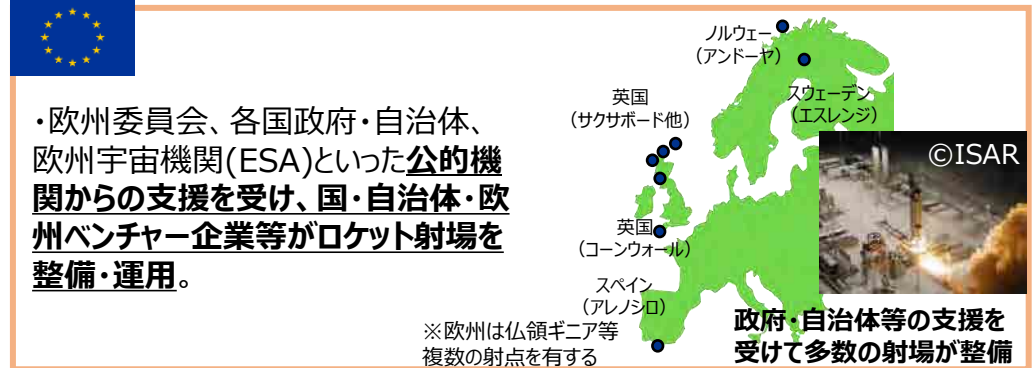 ・欧州委員会、各国政府・自治体、
欧州宇宙機関(ESA)といった公的機
関からの支援を受け、国・自治体・欧
州ベンチャー企業等がロケット射場を
整備・運用。
ノルウェー
（アンドーヤ）
スウェーデン
（エスレンジ）
英国
（サクサボード他）
英国
（コーンウォール）
スペイン
（アレノシロ）
※欧州は仏領ギニア等
複数の射点を有する
©ISAR
政府・自治体等の支援を
受けて多数の射場が整備